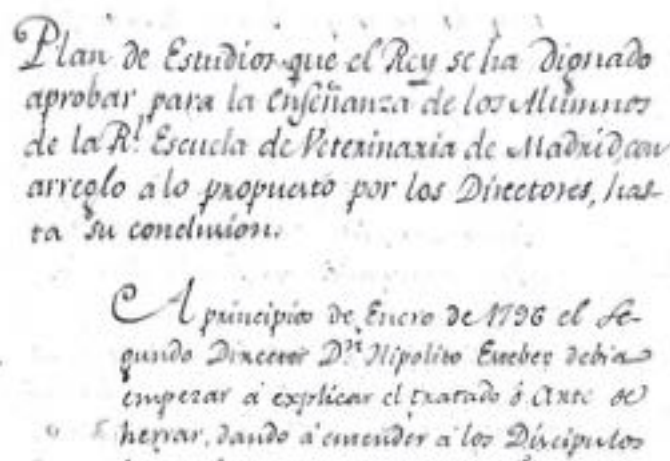 Plan de Estudios que el Rey se ha dignado
aprobar para la Enseñanza de los Alumnos
de la Rl. Escuela de Veterinaria de Madrid, con
arreglo a lo propuesto por los Directores, has-
ta su conclusion.
Al principio de Enero de 1796 el Se-
gundo Director Dn. Hipolito Estebez debia
empezar á explicar el tratado ó Arte de
herrar, dando á entender á los Discipulos